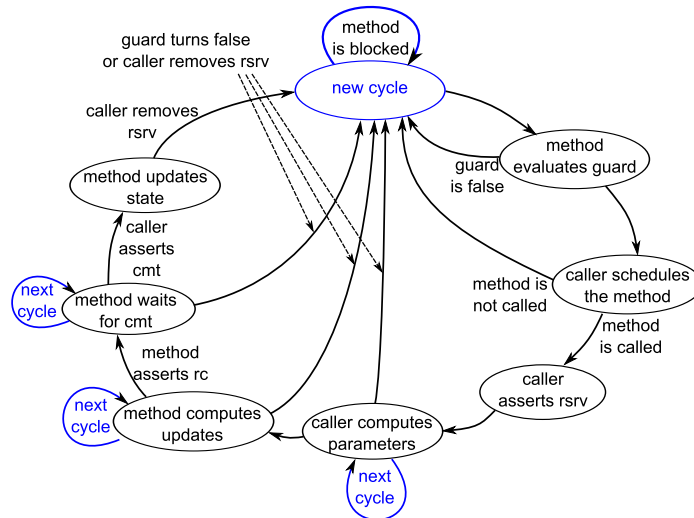 method
is blocked
guard turns false
or caller removes rsrv
new cycle
caller removes
rsrv
method
evaluates guard
guard
is false
method updates
state
caller
asserts
cmt
caller schedules
the method
method is
not called
next
cycle
method waits
for cmt
method
is called
method
asserts rc
caller
asserts rsrv
next
cycle
method computes
updates
caller computes
parameters
next
cycle